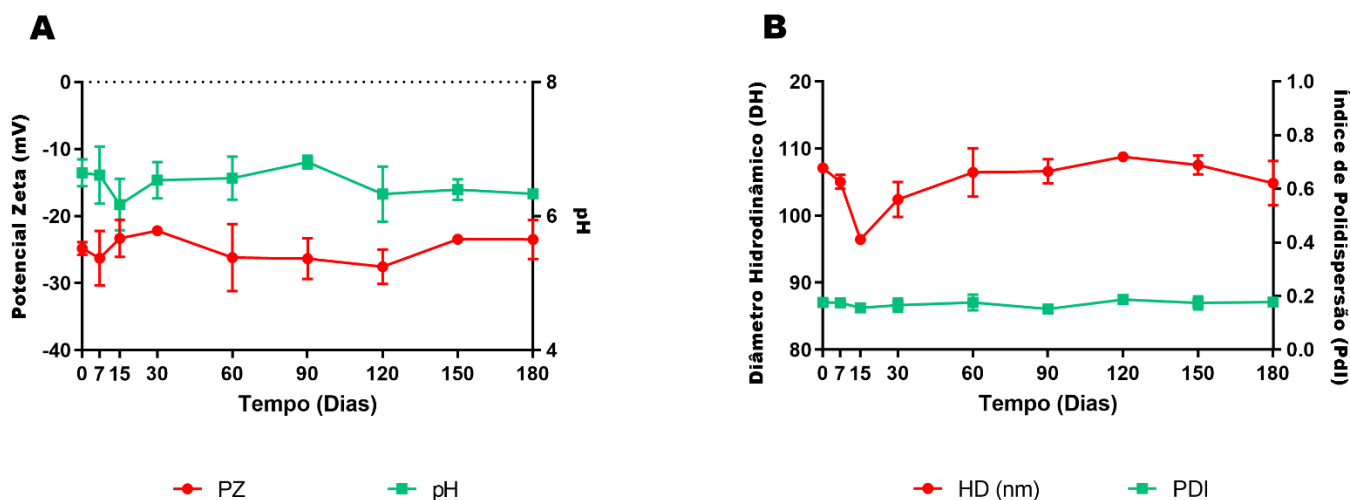 A
Potencial Zeta (mV)
0
-10
-20
-30
-40
8
6
4
pH
0 7 15 30 60 90 120 150 180
Tempo (Dias)
PZ pH
B
Diâmetro Hidrodinâmico (DH)
20
110
100
90
80
1.0
0.8
0.6
0.4
0.2
0.0
Índice de Polidispersão (PdI)
0 7 15 30 60 90 120 150 180
Tempo (Dias)
HD (nm) PDI